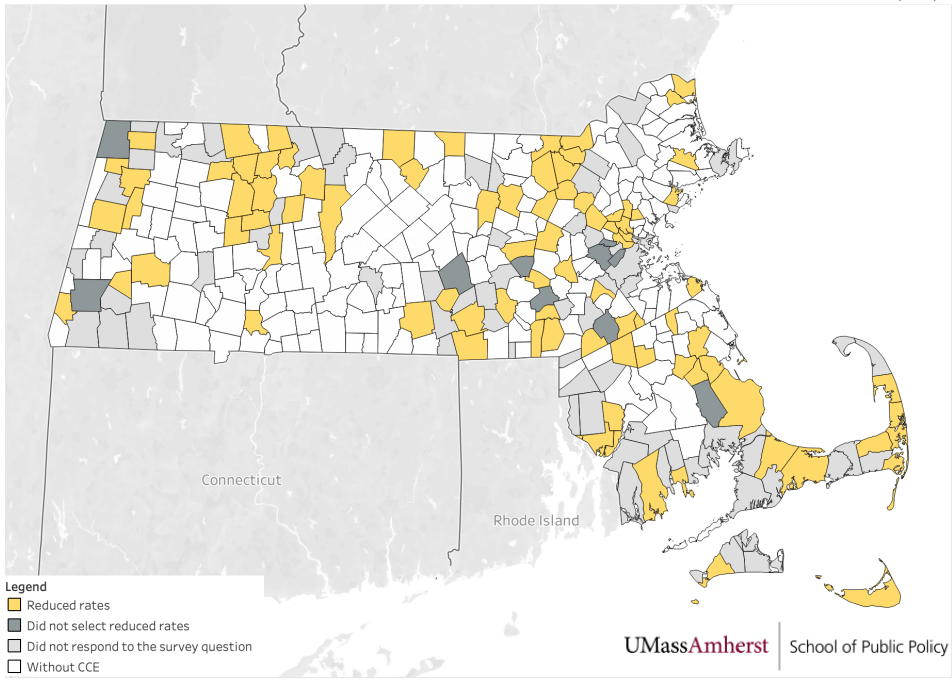 Connecticut
Rhode Island
Legend
Reduced rates
Did not select reduced rates
Did not respond to the survey question
Without CCE
UMassAmherst | School of Public Policy